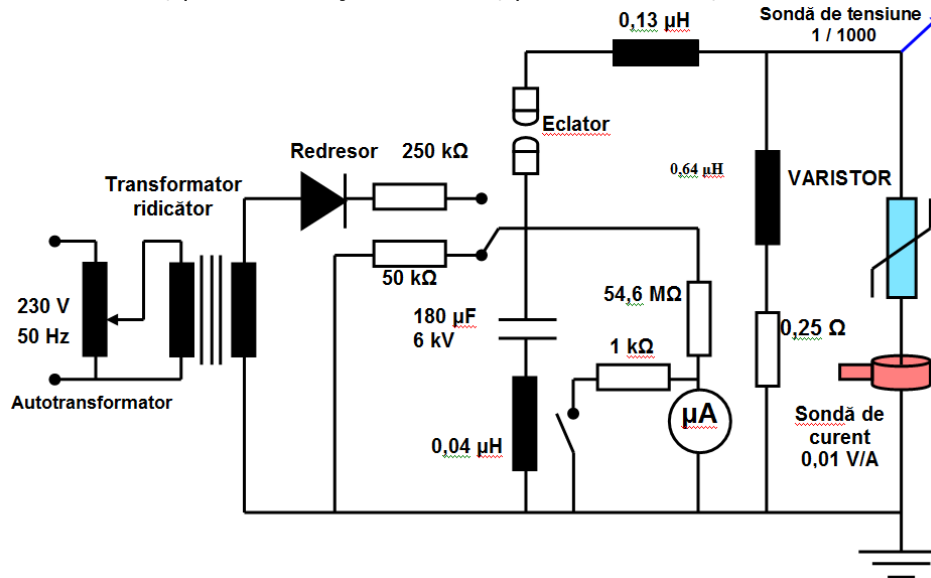 0,13 µH
Sondă de tensiune
1 / 1000
Eclator
Redresor
250 kΩ
0,64 µH
VARISTOR
Transformator
ridicător
50 kΩ
54,6 MΩ
230 V
50 Hz
180 µF
6 kV
1 kΩ
0,25 Ω
Autotransformator
µA
0,04 µH
Sondă de
curent
0,01 V/A